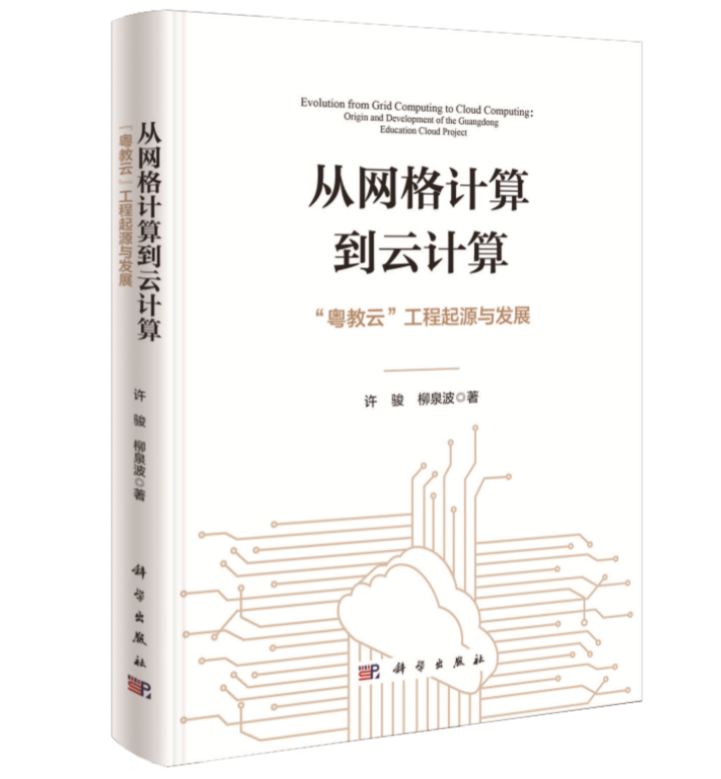 Evolution from Grid Computing to Cloud Computing:
Origin and Development of the Guangdong
Education Cloud Project
从网格计算
到云计算
“粤教云”工程起源与发展
许 骏 柳泉波◎著
科学出版社
从网格计算到云计算
“粤教云”工程起源与发展
许 骏 柳泉波◎著
科学出版社